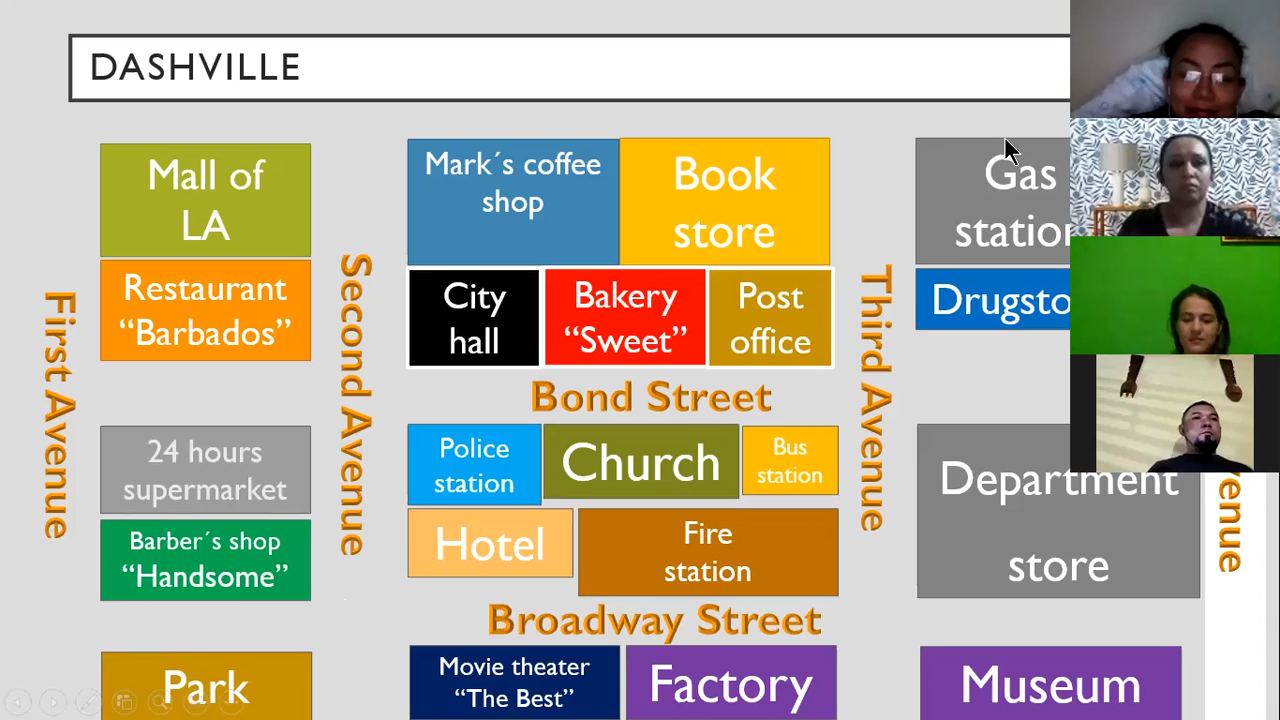 DASHVILLE
Mall of
LA
Mark´s coffee
shop
Book
store
Gas
station
Restaurant
“Barbados”
City
hall
Bakery
“Sweet”
Post
office
First Avenue
Second Avenue
Third Avenue
Bond Street
24 hours
supermarket
Police
station
Church
Bus
station
Department
store
Barber´s shop
“Handsome”
Hotel
Fire
station
Broadway Street
Park
Movie theater
“The Best”
Factory
Museum